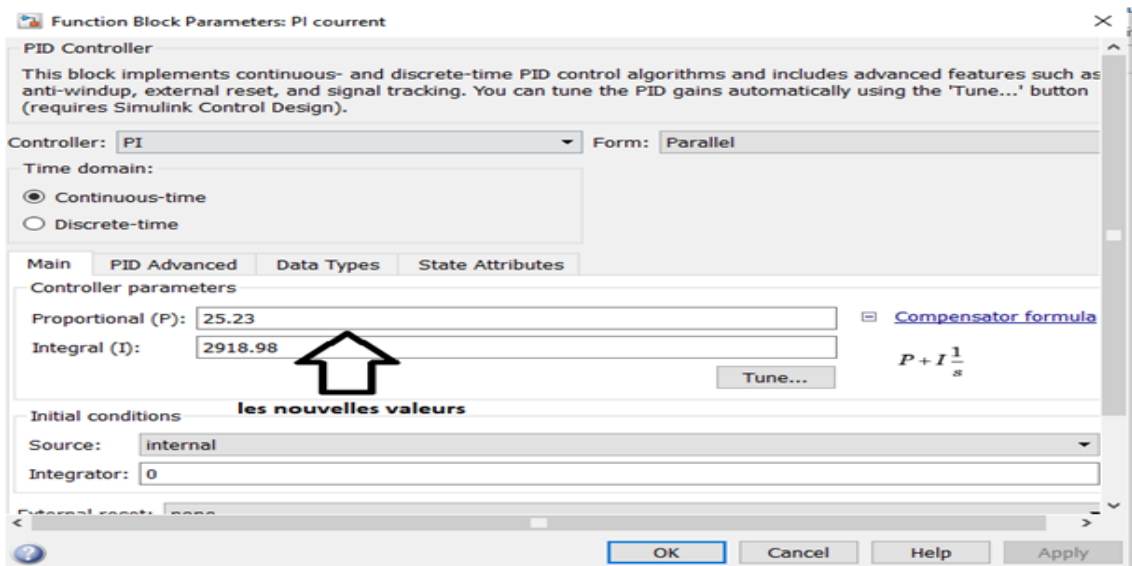 Function Block Parameters: PI courrent
PID Controller
This block implements continuous- and discrete-time PID control algorithms and includes advanced features such as
anti-windup, external reset, and signal tracking. You can tune the PID gains automatically using the 'Tune...' button
(requires Simulink Control Design).
Controller: PI Form: Parallel
Time domain:
Continuous-time
Discrete-time
Main PID Advanced Data Types State Attributes
Controller parameters
Proportional (P): 25.23 Compensator formula
Integral (I): 2918.98
P + I 1/s
Tune...
les nouvelles valeurs
Initial conditions
Source: internal
Integrator: 0
External reset: none
OK Cancel Help Apply